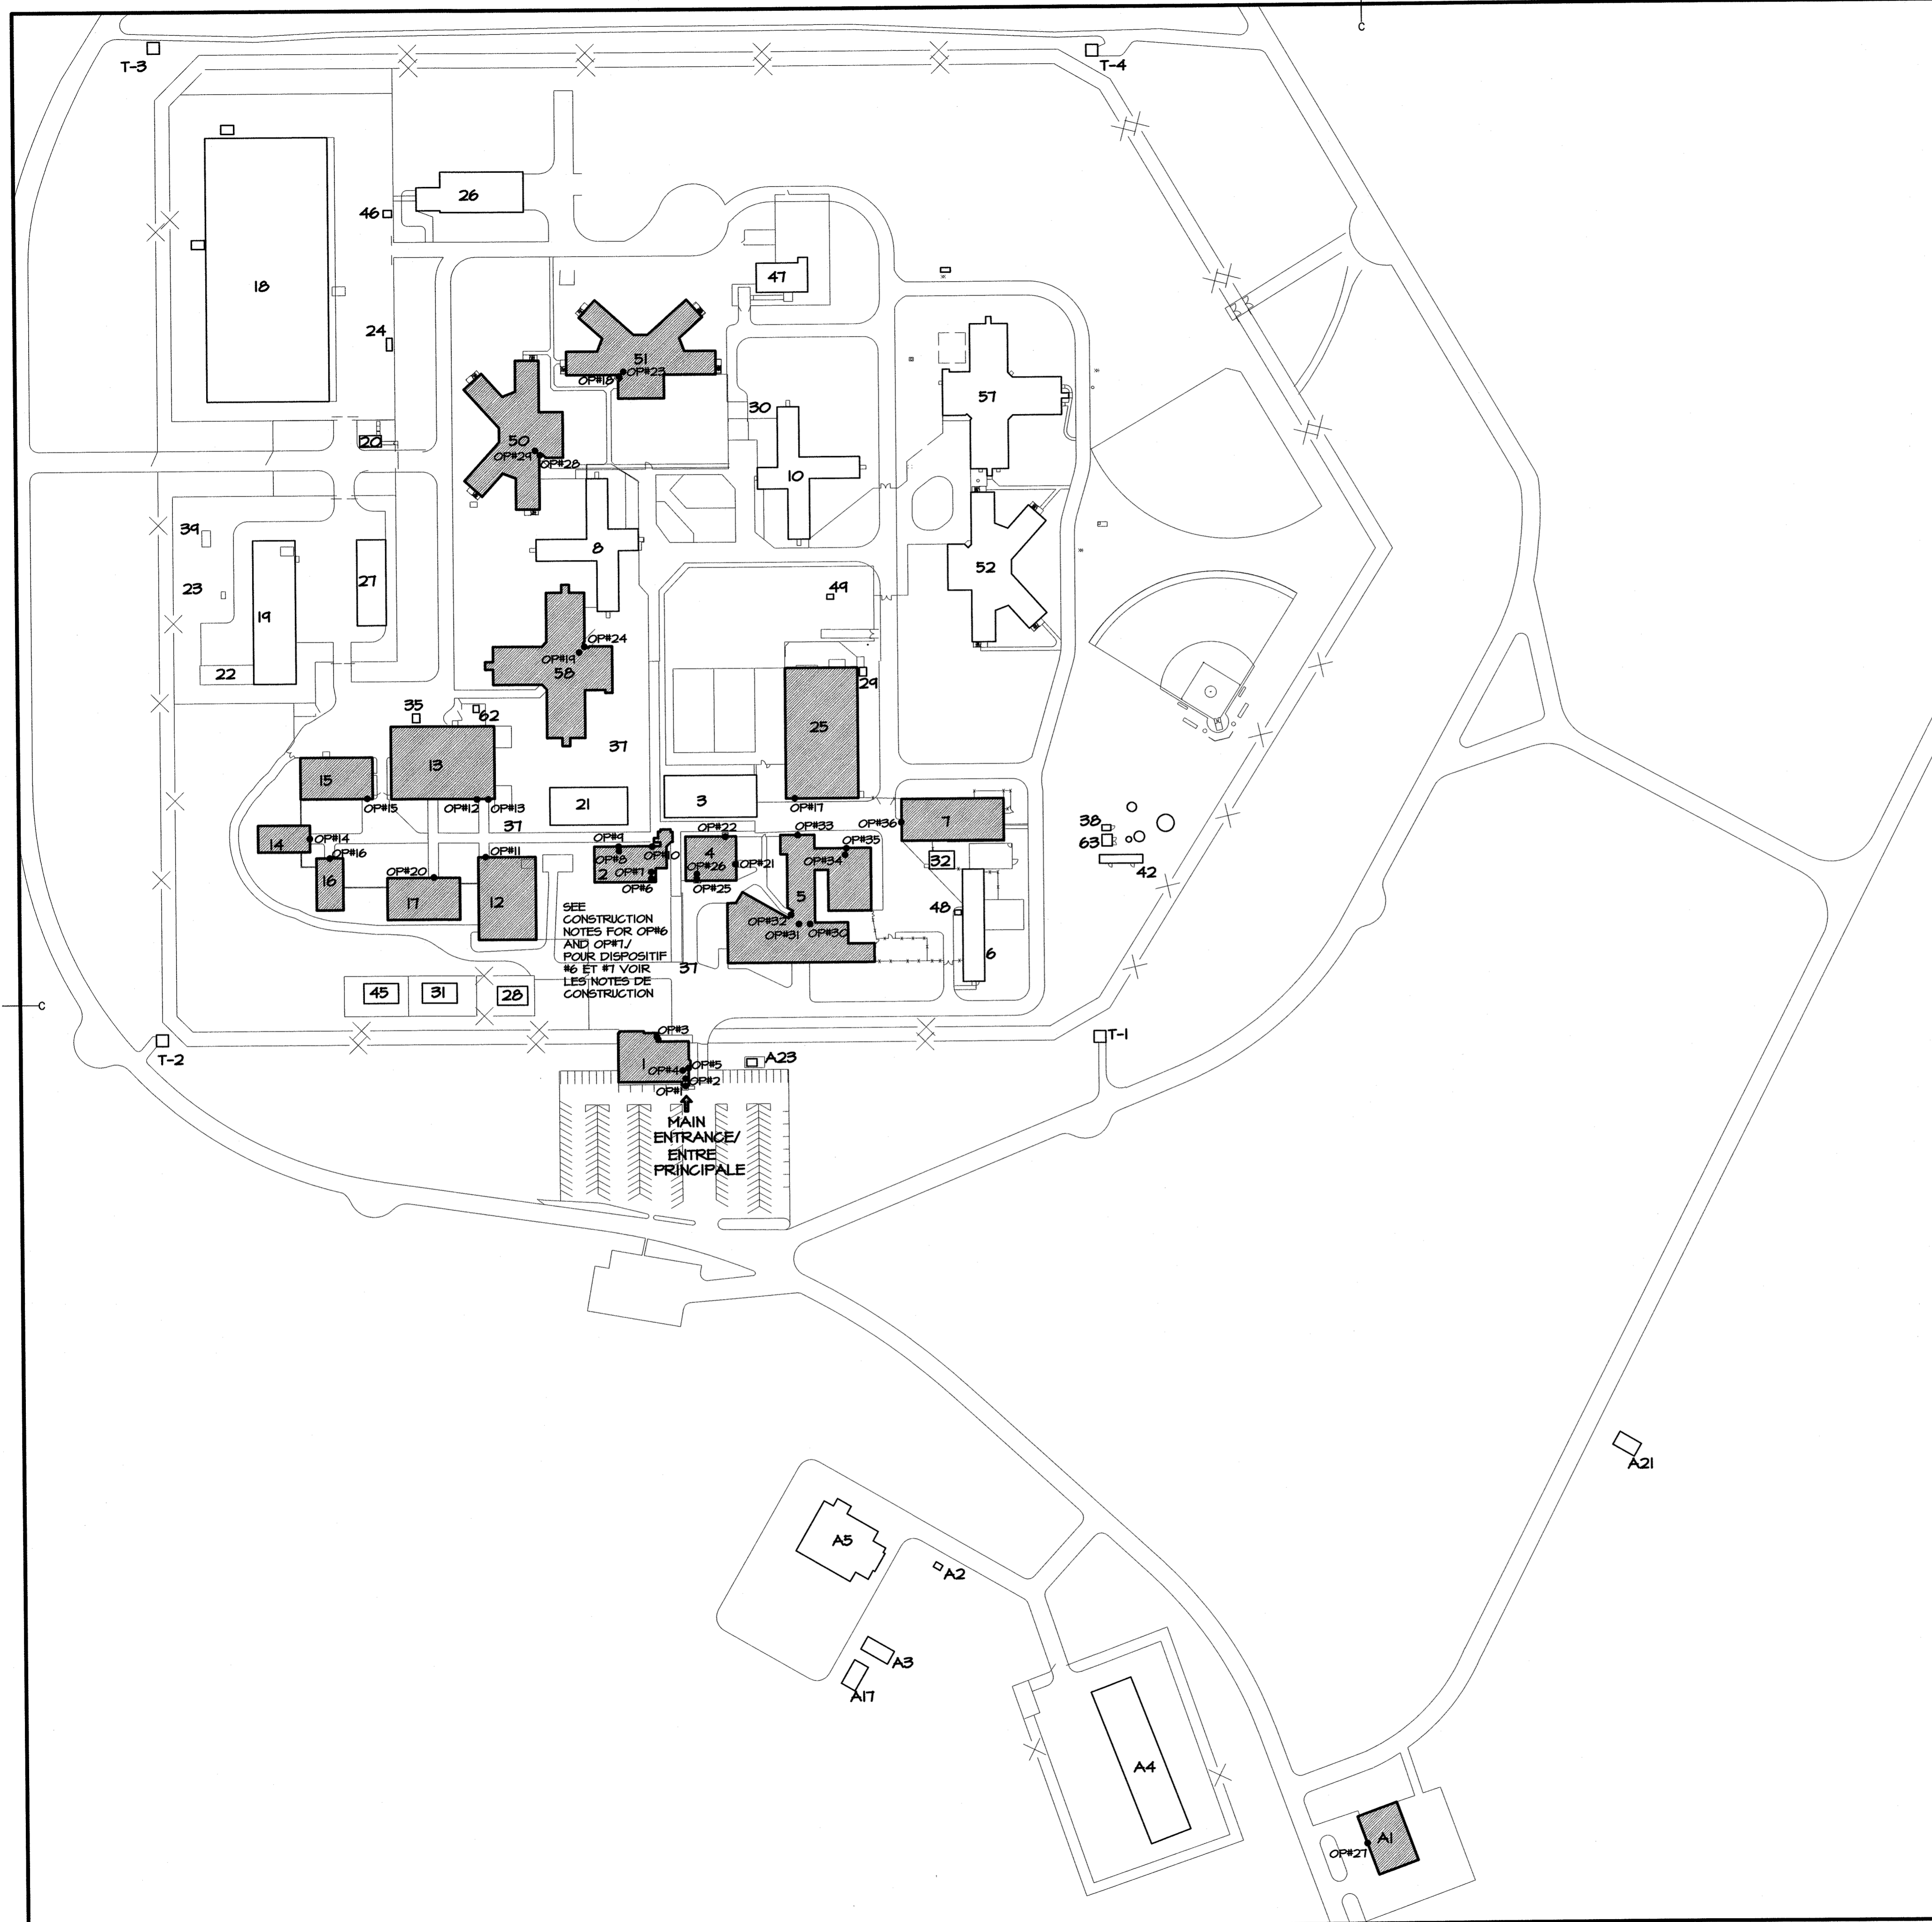 C
T-3
T-4
26
46
18
47
24
51
OP#23
OP#18
57
30
20
50
OP#29
OP#28
10
39
8
52
27
23
49
19
OP#24
OP#19
58
22
29
35
62
25
37
13
15
21
3
OP#15
OP#12
OP#13
OP#17
37
7
OP#36
38
OP#14
14
OP#9
OP#22
OP#33
63
OP#16
OP#11
OP#8
OP#10
4
OP#21
OP#35
OP#34
32
42
16
OP#20
2
OP#7
OP#6
OP#26
OP#25
17
12
5
48
OP#32
OP#31
OP#30
6
SEE
CONSTRUCTION
NOTES FOR OP#6
AND OP#7./
POUR DISPOSITIF
#6 ET #7 VOIR
LES NOTES DE
CONSTRUCTION
37
45
31
28
C
T-2
OP#3
T-1
1
OP#4
OP#5
A23
OP#2
OP#1
MAIN
ENTRANCE/
ENTRE
PRINCIPALE
A21
A5
A2
A3
A17
A4
A1
OP#27